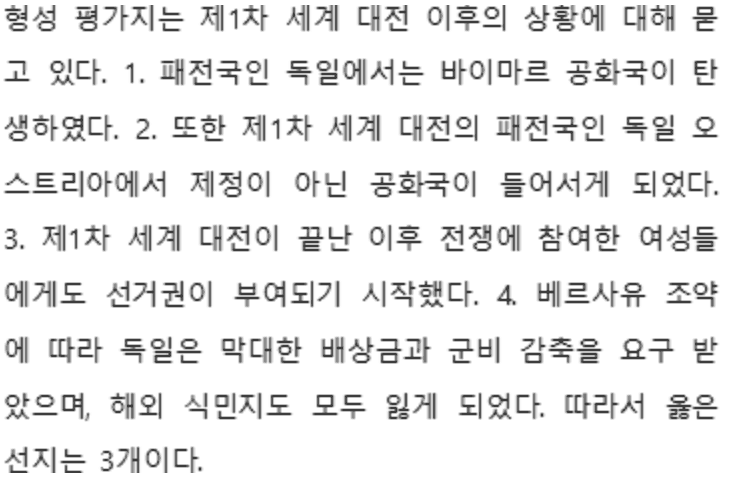 형성 평가지는 제1차 세계 대전 이후의 상황에 대해 묻
고 있다. 1. 패전국인 독일에서는 바이마르 공화국이 탄
생하였다. 2. 또한 제1차 세계 대전의 패전국인 독일 오
스트리아에서 제정이 아닌 공화국이 들어서게 되었다.
3. 제1차 세계 대전이 끝난 이후 전쟁에 참여한 여성들
에게도 선거권이 부여되기 시작했다. 4. 베르사유 조약
에 따라 독일은 막대한 배상금과 군비 감축을 요구 받
았으며, 해외 식민지도 모두 잃게 되었다. 따라서 옳은
선지는 3개이다.